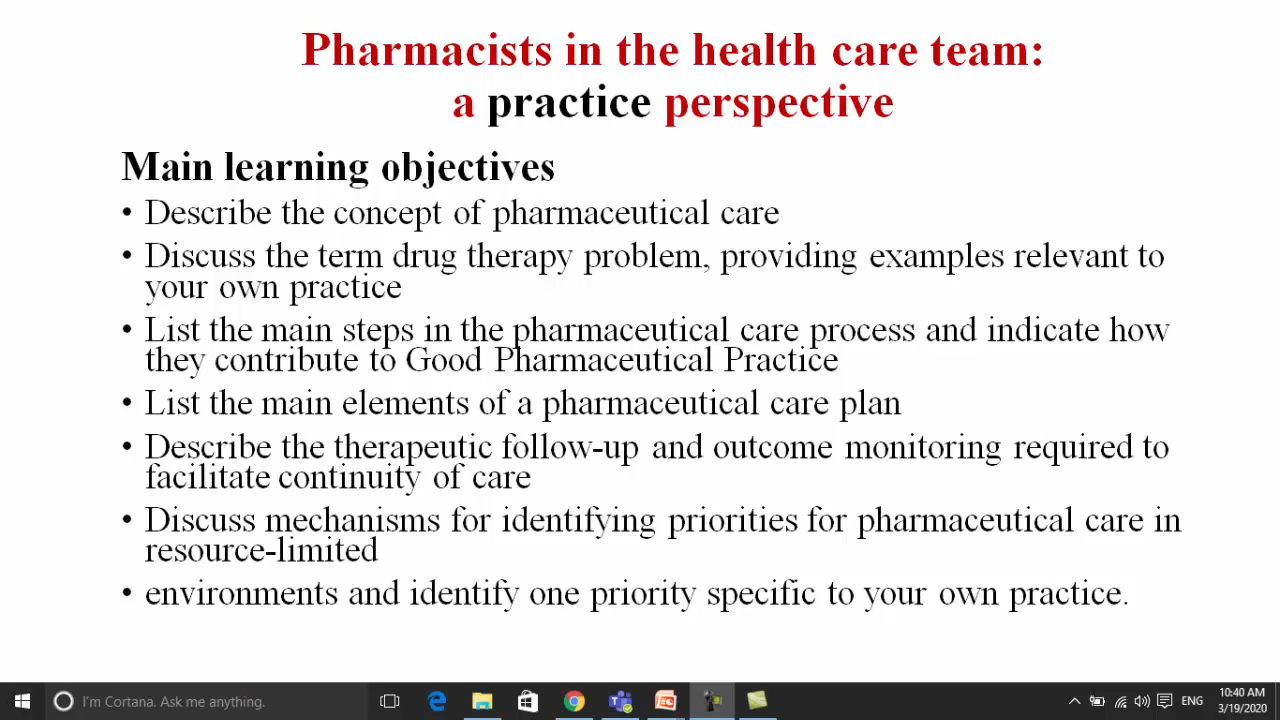 Pharmacists in the health care team:
a practice perspective
Main learning objectives
• Describe the concept of pharmaceutical care
• Discuss the term drug therapy problem, providing examples relevant to
your own practice
• List the main steps in the pharmaceutical care process and indicate how
they contribute to Good Pharmaceutical Practice
• List the main elements of a pharmaceutical care plan
• Describe the therapeutic follow-up and outcome monitoring required to
facilitate continuity of care
• Discuss mechanisms for identifying priorities for pharmaceutical care in
resource-limited
• environments and identify one priority specific to your own practice.
I'm Cortana. Ask me anything.
ENG
10:40 AM
3/19/2020